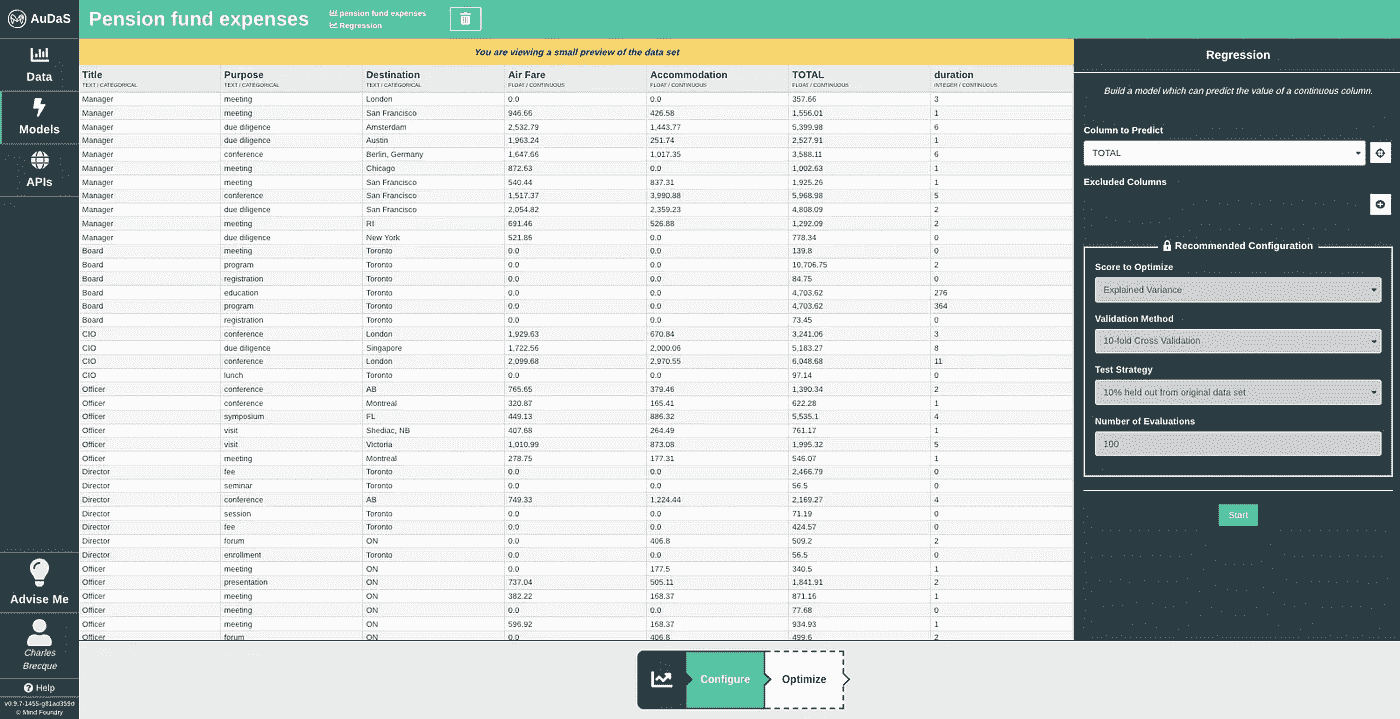 AuDaS
Pension fund expenses
pension fund expenses
Regression
Data
Models
APIs
Advise Me
Charles
Brecque
Help
v0.9.7-1455-g81ad359d
© Mind Foundry
You are viewing a small preview of the data set
Title Purpose Destination Air Fare Accommodation TOTAL duration
TEXT / CATEGORICAL TEXT / CATEGORICAL TEXT / CATEGORICAL FLOAT / CONTINUOUS FLOAT / CONTINUOUS FLOAT / CONTINUOUS INTEGER / CONTINUOUS
Manager meeting London 0.0 0.0 357.66 3
Manager meeting San Francisco 946.66 426.58 1,556.01 1
Manager due diligence Amsterdam 2,532.79 1,443.77 5,399.98 6
Manager due diligence Austin 1,963.24 251.74 2,527.91 1
Manager conference Berlin, Germany 1,647.66 1,017.35 3,588.11 6
Manager meeting Chicago 872.63 0.0 1,002.63 1
Manager meeting San Francisco 540.44 837.31 1,925.26 1
Manager conference San Francisco 1,517.37 3,990.88 5,968.98 5
Manager due diligence San Francisco 2,054.82 2,359.23 4,808.09 2
Manager meeting RI 691.46 526.88 1,292.09 2
Manager due diligence New York 521.86 0.0 778.34 0
Board meeting Toronto 0.0 0.0 139.8 0
Board program Toronto 0.0 0.0 10,706.75 2
Board registration Toronto 0.0 0.0 84.75 0
Board education Toronto 0.0 0.0 4,703.62 276
Board program Toronto 0.0 0.0 4,703.62 364
Board registration Toronto 0.0 0.0 73.45 0
CIO conference London 1,929.63 670.84 3,241.06 3
CIO due diligence Singapore 1,722.56 2,000.06 5,183.27 8
CIO conference London 2,099.68 2,970.55 6,048.68 11
CIO lunch Toronto 0.0 0.0 97.14 0
Officer conference AB 765.65 379.46 1,390.34 2
Officer conference Montreal 320.87 165.41 622.28 1
Officer symposium FL 449.13 886.32 5,535.1 4
Officer visit Shediac, NB 407.68 264.49 761.17 1
Officer visit Victoria 1,010.99 873.08 1,995.32 5
Officer meeting Montreal 278.75 177.31 546.07 1
Director fee Toronto 0.0 0.0 2,466.79 0
Director seminar Toronto 0.0 0.0 56.5 0
Director conference AB 749.33 1,224.44 2,169.27 4
Director session Toronto 0.0 0.0 71.19 0
Director fee Toronto 0.0 0.0 424.57 0
Director forum ON 0.0 406.8 509.2 2
Director enrollment Toronto 0.0 0.0 56.5 0
Officer meeting ON 0.0 177.5 340.5 1
Officer presentation ON 737.04 505.11 1,841.91 2
Officer meeting ON 382.22 168.37 871.16 1
Officer meeting ON 0.0 0.0 77.68 0
Officer meeting ON 596.92 168.37 934.93 1
Officer forum ON 0.0 406.8 499.6 2
Regression
Build a model which can predict the value of a continuous column.
Column to Predict
TOTAL
Excluded Columns
Recommended Configuration
Score to Optimize
Explained Variance
Validation Method
10-fold Cross Validation
Test Strategy
10% held out from original data set
Number of Evaluations
100
Start
Configure
Optimize